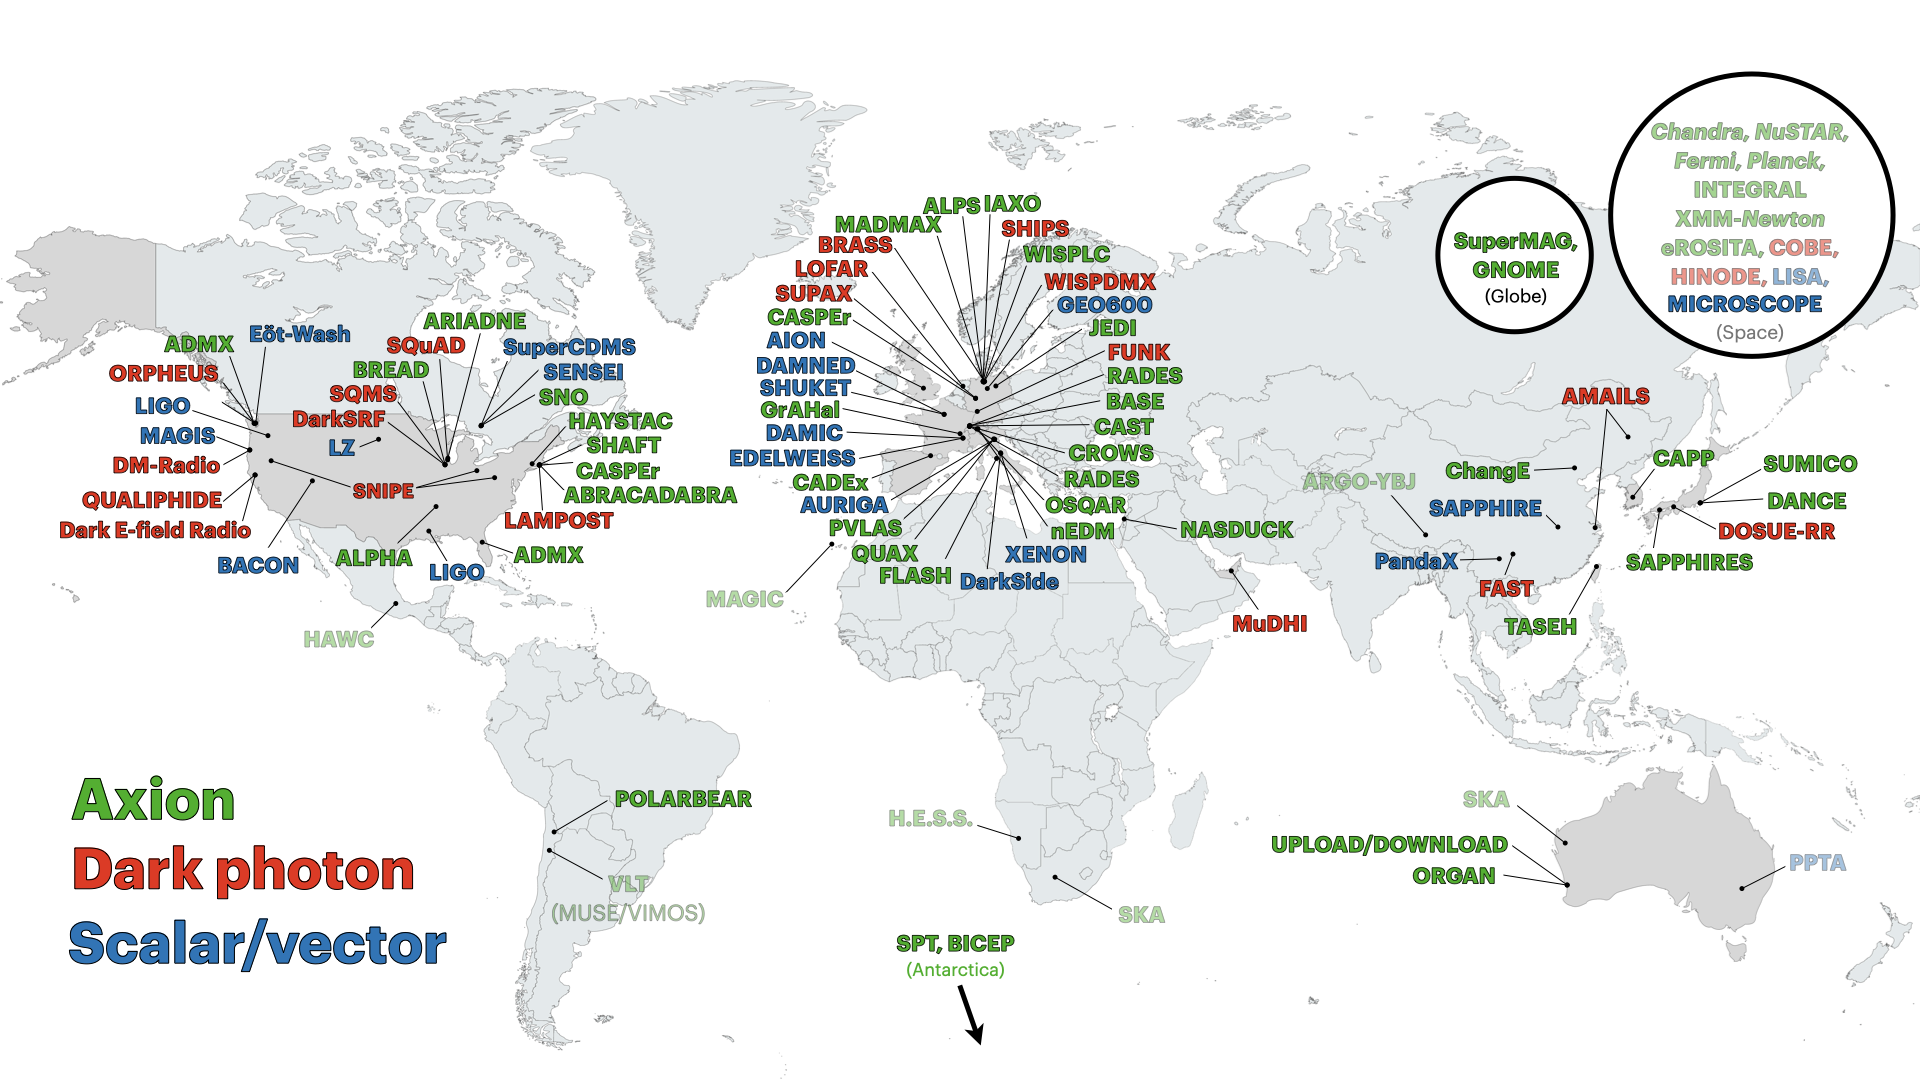 Chandra, NuSTAR,
Fermi, Planck,
INTEGRAL
XMM-Newton
eROSITA, COBE,
HINODE, LISA,
MICROSCOPE
(Space)
SuperMAG,
GNOME
(Globe)
ADMX
Eöt-Wash
ORPHEUS
LIGO
MAGIS
DM-Radio
QUALIPHIDE
Dark E-field Radio
BACON
ARIADNE
SQuAD
BREAD
SQMS
DarkSRF
LZ
SNIPE
SuperCDMS
SENSEI
SNO
HAYSTAC
SHAFT
CASPEr
ABRACADABRA
LAMPOST
ADMX
ALPHA
LIGO
HAWC
ALPS
IAXO
MADMAX
SHIPS
BRASS
WISPLC
LOFAR
WISPDMX
SUPAX
GEO600
CASPEr
JEDI
AION
FUNK
DAMNED
RADES
SHUKET
BASE
GrAHal
CAST
DAMIC
CROWS
EDELWEISS
RADES
CADEx
OSQAR
AURIGA
nEDM
PVLAS
XENON
QUAX
DarkSide
FLASH
MAGIC
NASDUCK
MuDHI
ARGO-YBJ
AMAILS
ChangE
CAPP
SUMICO
SAPPHIRE
DANCE
DOSUE-RR
PandaX
SAPPHIRES
FAST
TASEH
POLARBEAR
VLT
(MUSE/VIMOS)
H.E.S.S.
SKA
SKA
UPLOAD/DOWNLOAD
ORGAN
PPTA
SPT, BICEP
(Antarctica)
Axion
Dark photon
Scalar/vector